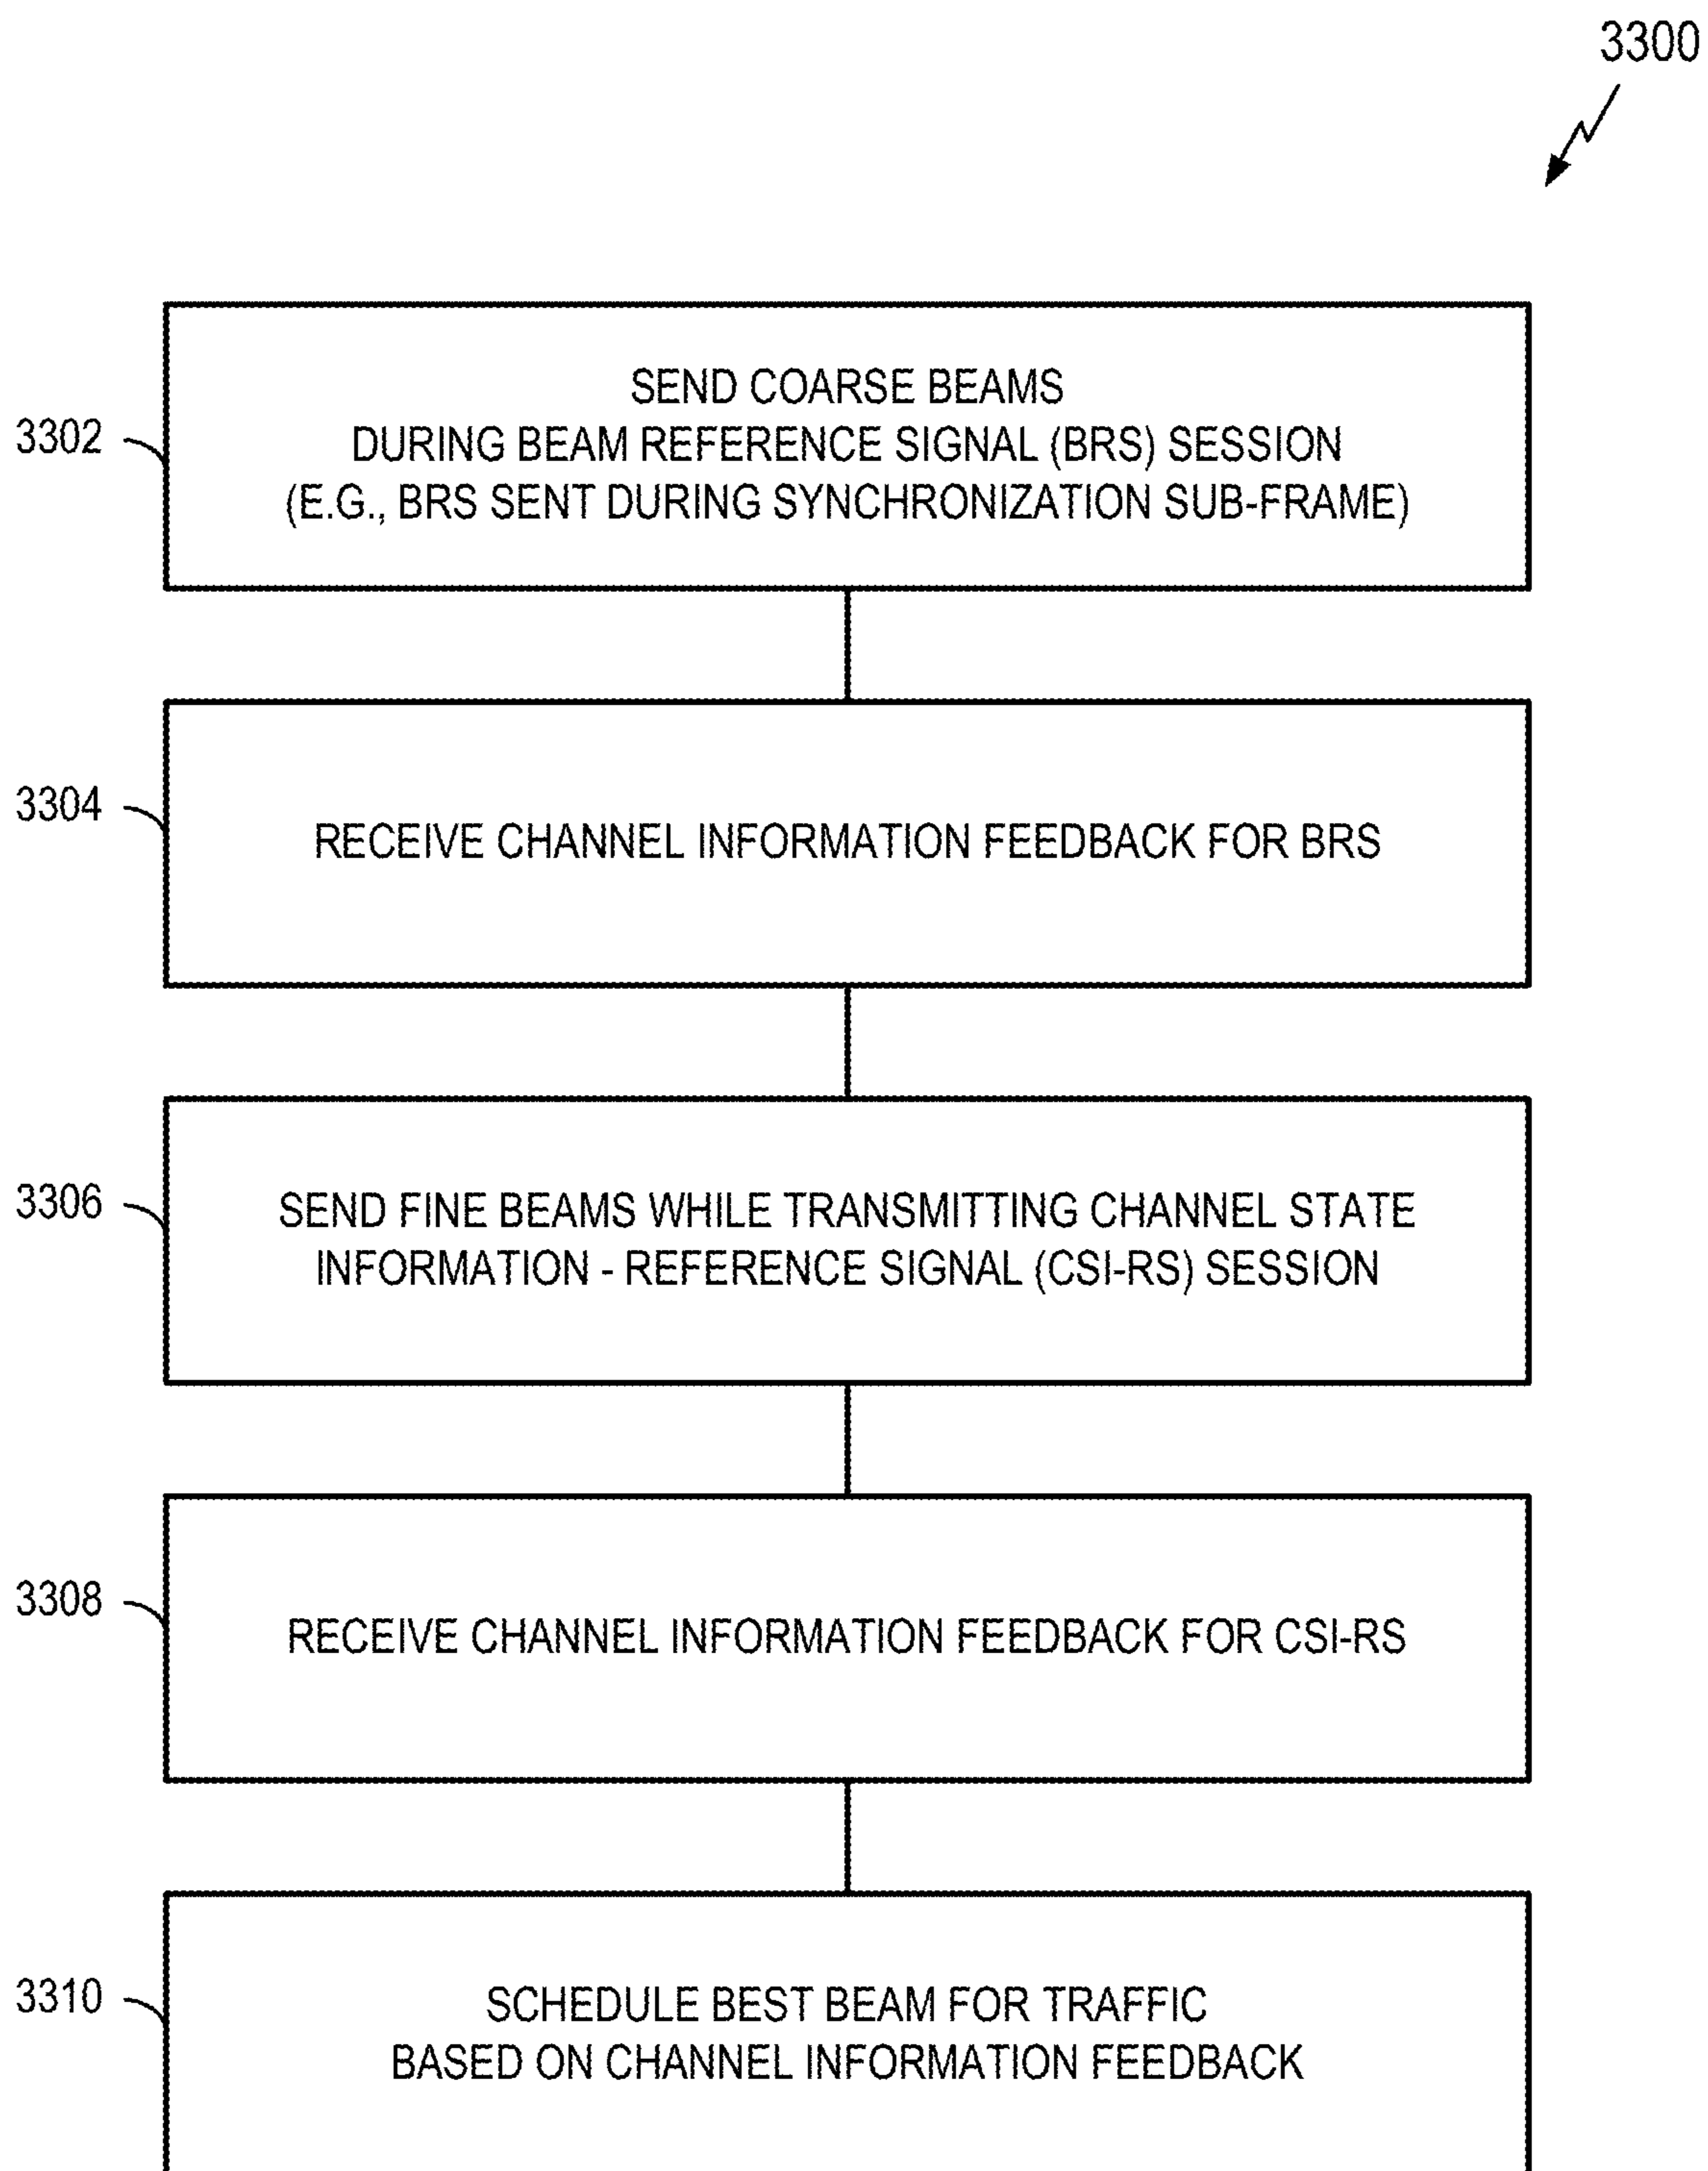 3300
3302
SEND COARSE BEAMS
DURING BEAM REFERENCE SIGNAL (BRS) SESSION
(E.G., BRS SENT DURING SYNCHRONIZATION SUB-FRAME)
3304
RECEIVE CHANNEL INFORMATION FEEDBACK FOR BRS
3306
SEND FINE BEAMS WHILE TRANSMITTING CHANNEL STATE
INFORMATION - REFERENCE SIGNAL (CSI-RS) SESSION
3308
RECEIVE CHANNEL INFORMATION FEEDBACK FOR CSI-RS
3310
SCHEDULE BEST BEAM FOR TRAFFIC
BASED ON CHANNEL INFORMATION FEEDBACK